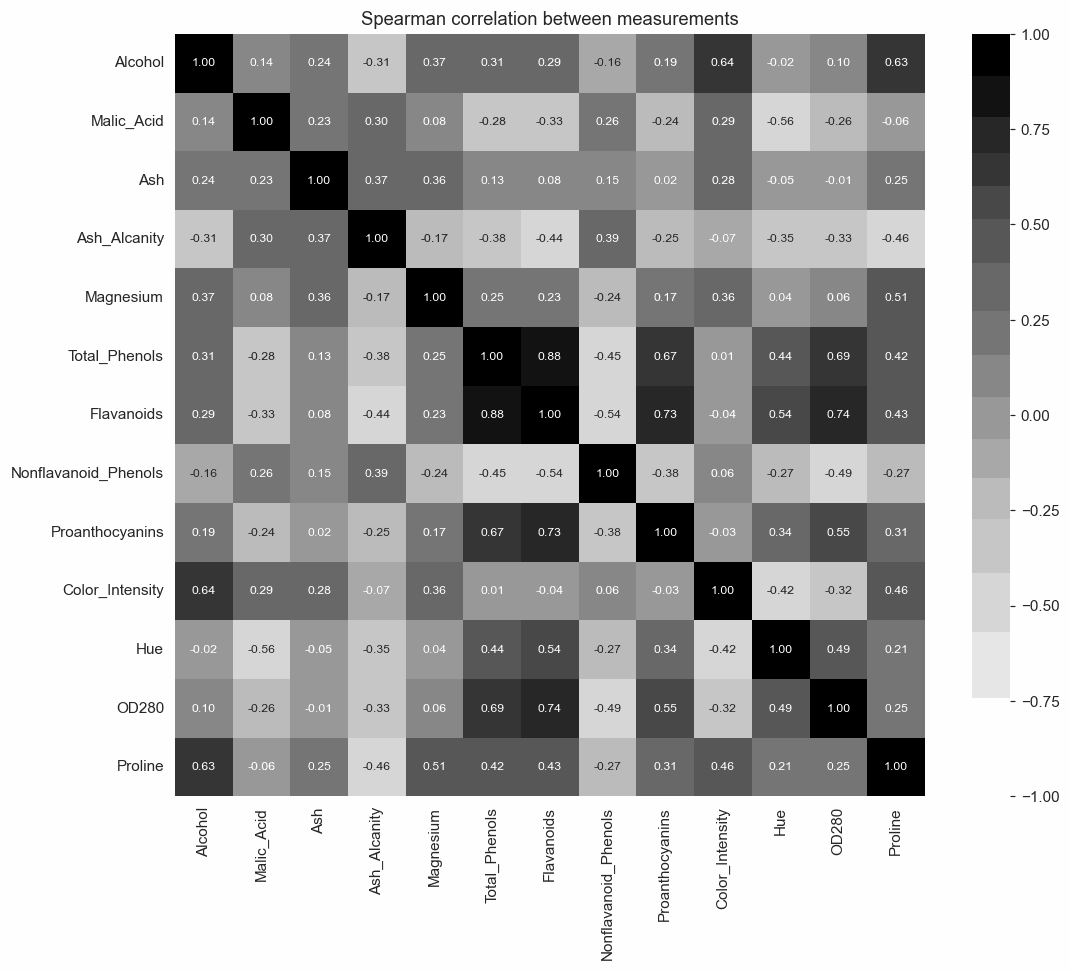 Spearman correlation between measurements
Alcohol 1.00 0.14 0.24 -0.31 0.37 0.31 0.29 -0.16 0.19 0.64 -0.02 0.10 0.63
Malic_Acid 0.14 1.00 0.23 0.30 0.08 -0.28 -0.33 0.26 -0.24 0.29 -0.56 -0.26 -0.06
Ash 0.24 0.23 1.00 0.37 0.36 0.13 0.08 0.15 0.02 0.28 -0.05 -0.01 0.25
Ash_Alcanity -0.31 0.30 0.37 1.00 -0.17 -0.38 -0.44 0.39 -0.25 -0.07 -0.35 -0.33 -0.46
Magnesium 0.37 0.08 0.36 -0.17 1.00 0.25 0.23 -0.24 0.17 0.36 0.04 0.06 0.51
Total_Phenols 0.31 -0.28 0.13 -0.38 0.25 1.00 0.88 -0.45 0.67 0.01 0.44 0.69 0.42
Flavanoids 0.29 -0.33 0.08 -0.44 0.23 0.88 1.00 -0.54 0.73 -0.04 0.54 0.74 0.43
Nonflavanoid_Phenols -0.16 0.26 0.15 0.39 -0.24 -0.45 -0.54 1.00 -0.38 0.06 -0.27 -0.49 -0.27
Proanthocyanins 0.19 -0.24 0.02 -0.25 0.17 0.67 0.73 -0.38 1.00 -0.03 0.34 0.55 0.31
Color_Intensity 0.64 0.29 0.28 -0.07 0.36 0.01 -0.04 0.06 -0.03 1.00 -0.42 -0.32 0.46
Hue -0.02 -0.56 -0.05 -0.35 0.04 0.44 0.54 -0.27 0.34 -0.42 1.00 0.49 0.21
OD280 0.10 -0.26 -0.01 -0.33 0.06 0.69 0.74 -0.49 0.55 -0.32 0.49 1.00 0.25
Proline 0.63 -0.06 0.25 -0.46 0.51 0.42 0.43 -0.27 0.31 0.46 0.21 0.25 1.00
Alcohol
Malic_Acid
Ash
Ash_Alcanity
Magnesium
Total_Phenols
Flavanoids
Nonflavanoid_Phenols
Proanthocyanins
Color_Intensity
Hue
OD280
Proline
1.00
0.75
0.50
0.25
0.00
−0.25
−0.50
−0.75
−1.00